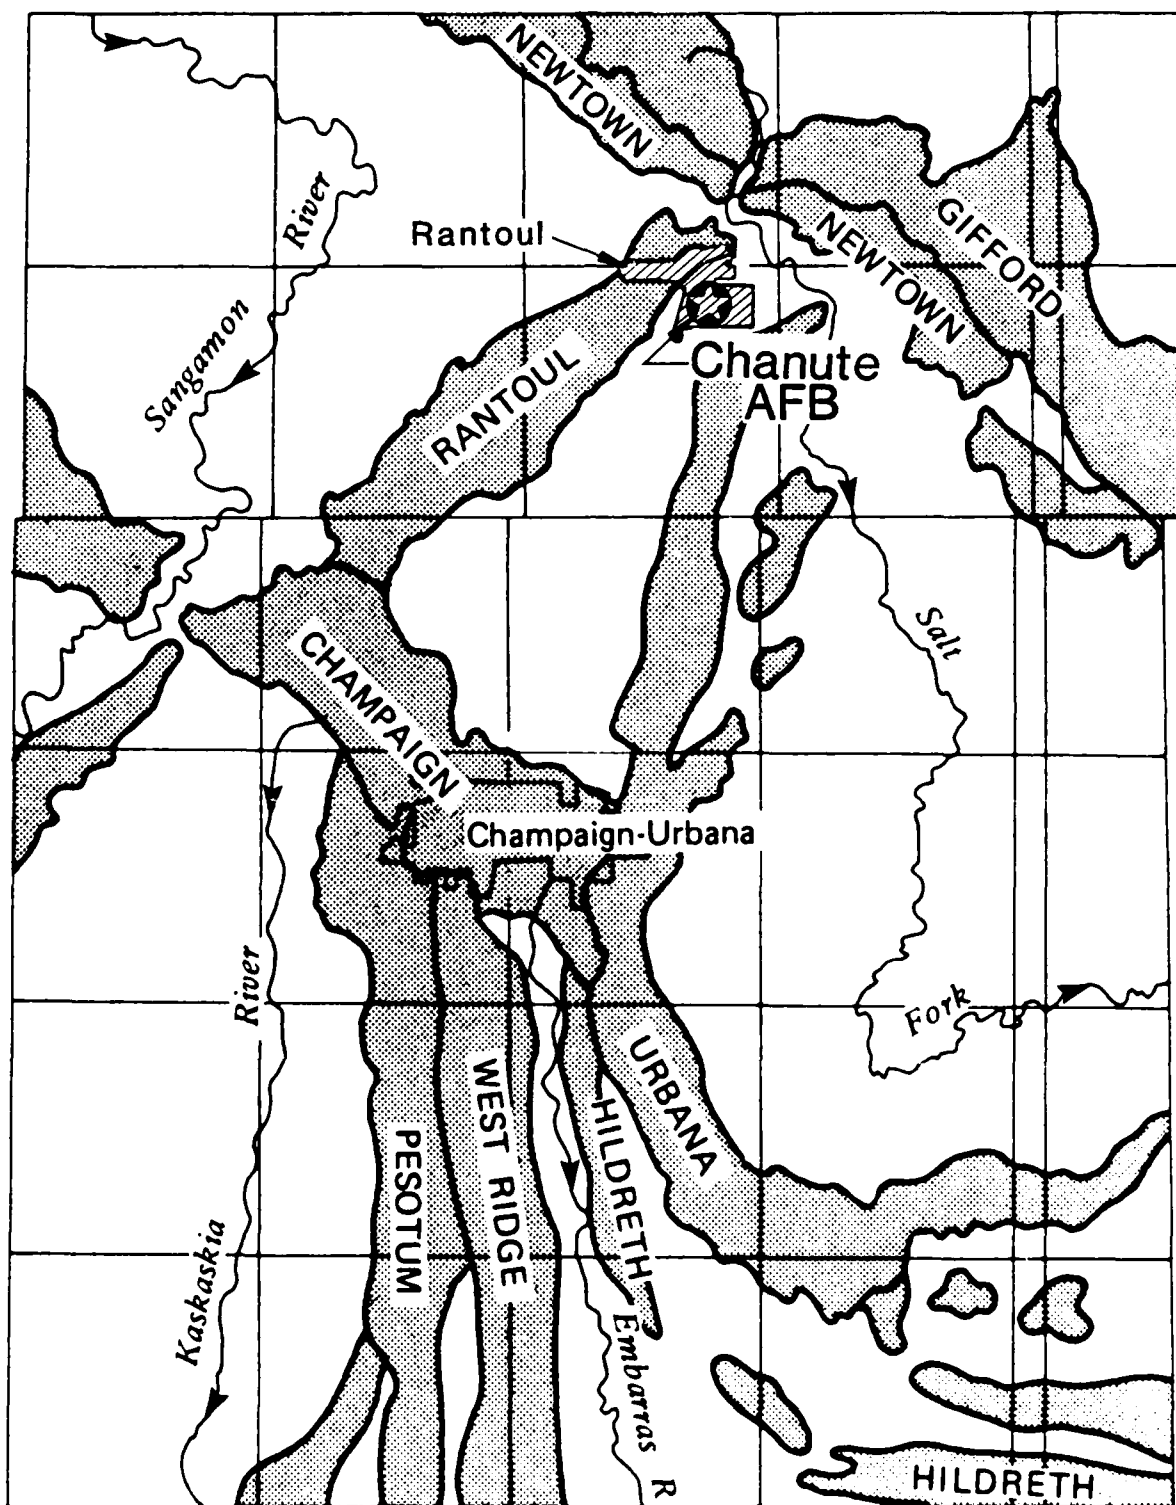 NEWTOWN
River
Rantoul
NEWTOWN
GIFFORD
Sangamon
Chanute
AFB
RANTOUL
Salt
CHAMPAIGN
Champaign-Urbana
River
Fork
URBANA
WEST RIDGE
HILDRETH
PESOTUM
Kaskaskia
Embarras R
HILDRETH